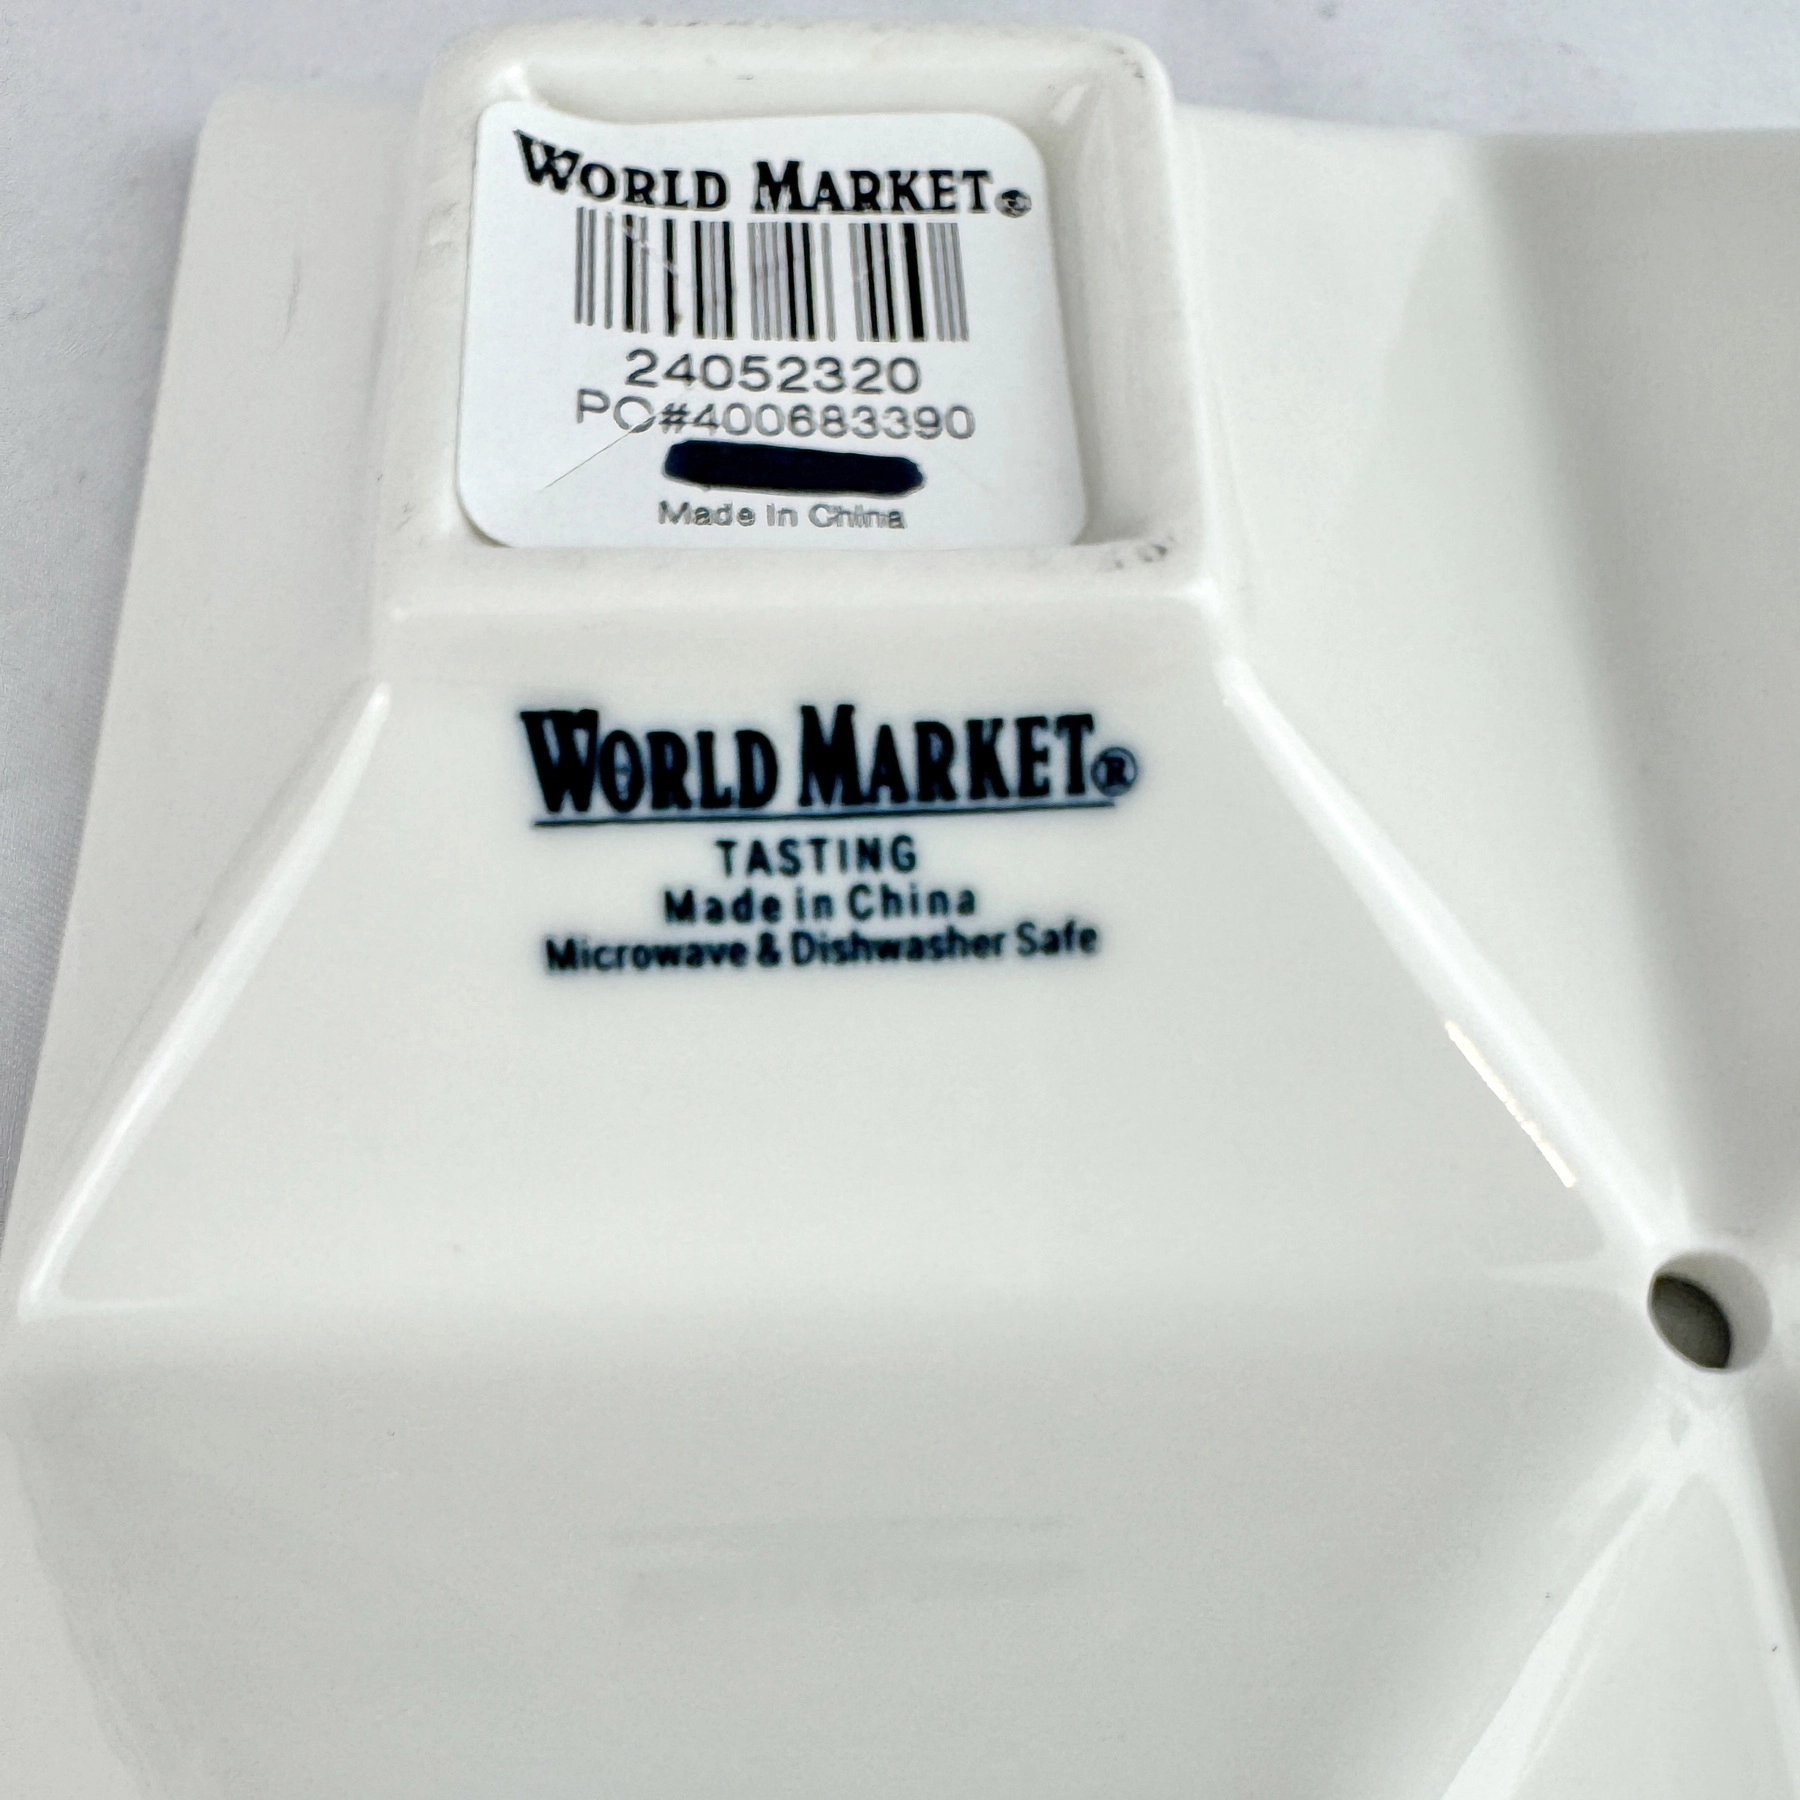 WORLD MARKET®
24052320
PO#400683390
Made in China
WORLD MARKET®
TASTING
Made in China
Microwave & Dishwasher Safe